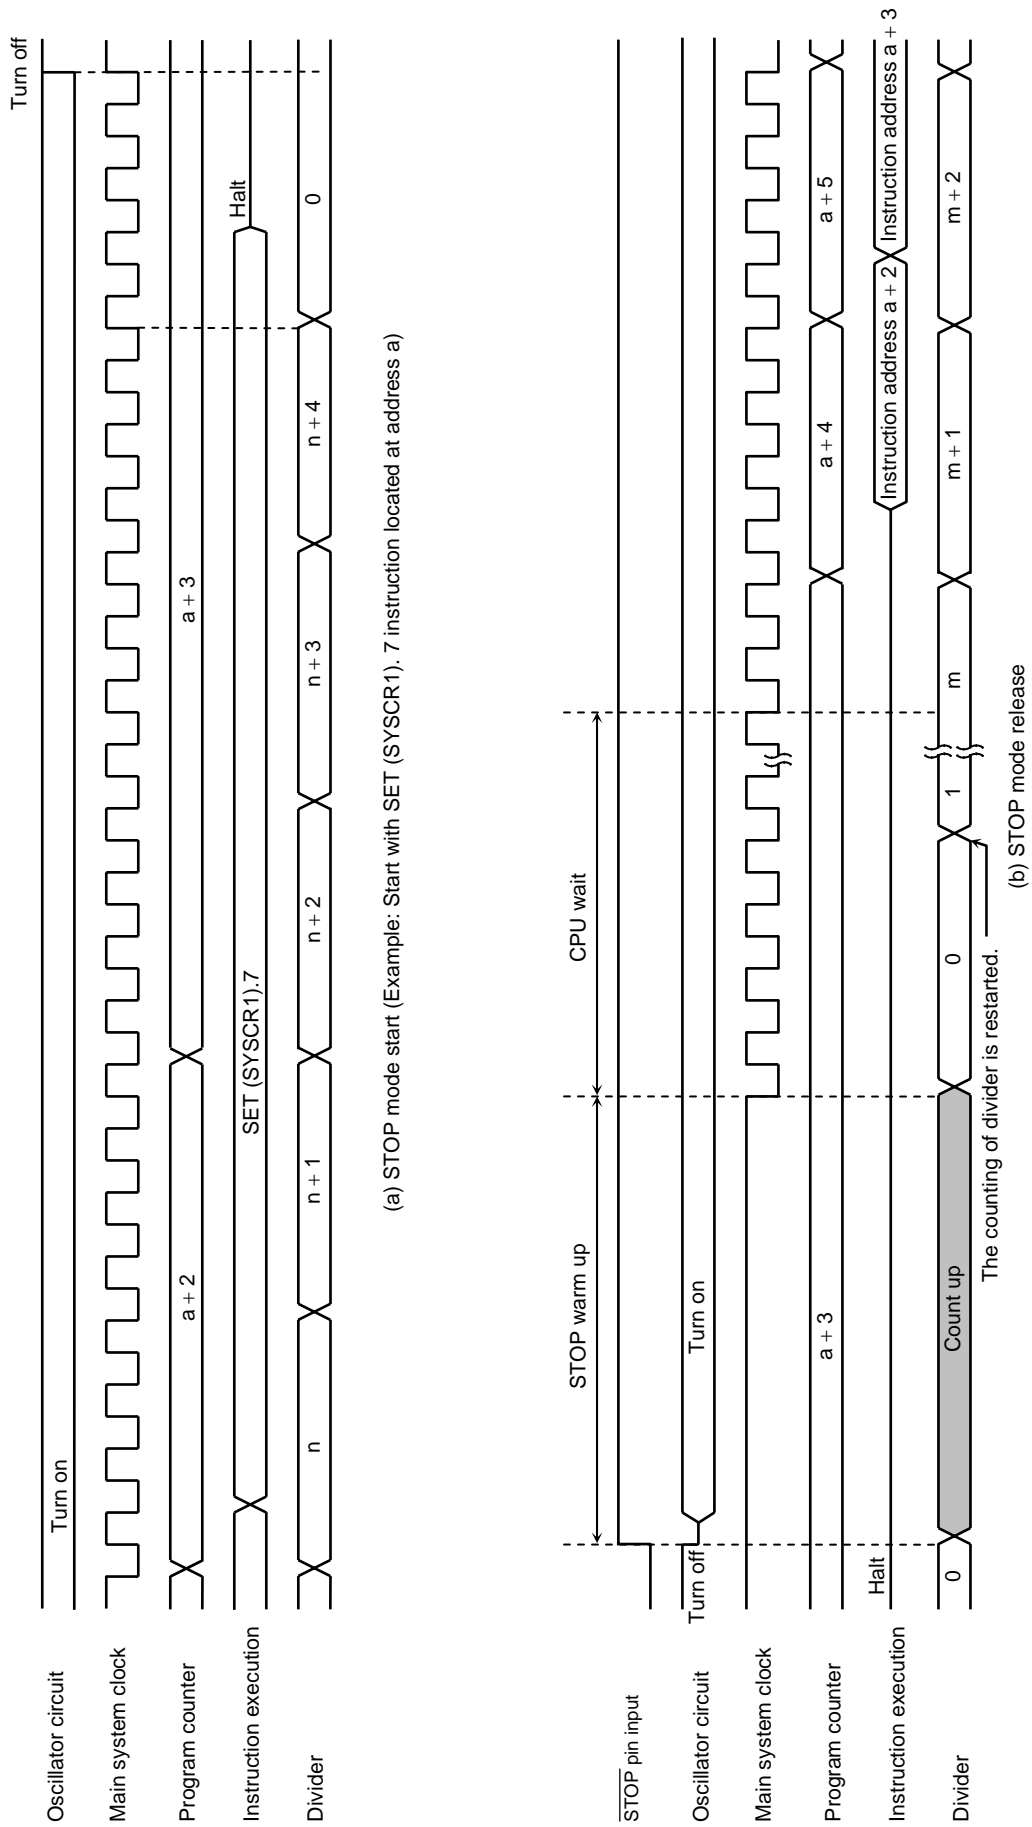 Turn off
Oscillator circuit
Turn on
Main system clock
Program counter
a + 2
a + 3
Instruction execution
SET (SYSCR1).7
Halt
Divider
n
n + 1
n + 2
n + 3
n + 4
0
(a) STOP mode start (Example: Start with SET (SYSCR1). 7 instruction located at address a)
STOP warm up
CPU wait
STOP pin input
Oscillator circuit
Turn off
Turn on
Main system clock
Program counter
a + 3
a + 4
a + 5
Instruction execution
Halt
Instruction address a + 2
Instruction address a + 3
Divider
0
Count up
0
1
m
m + 1
m + 2
The counting of divider is restarted.
(b) STOP mode release